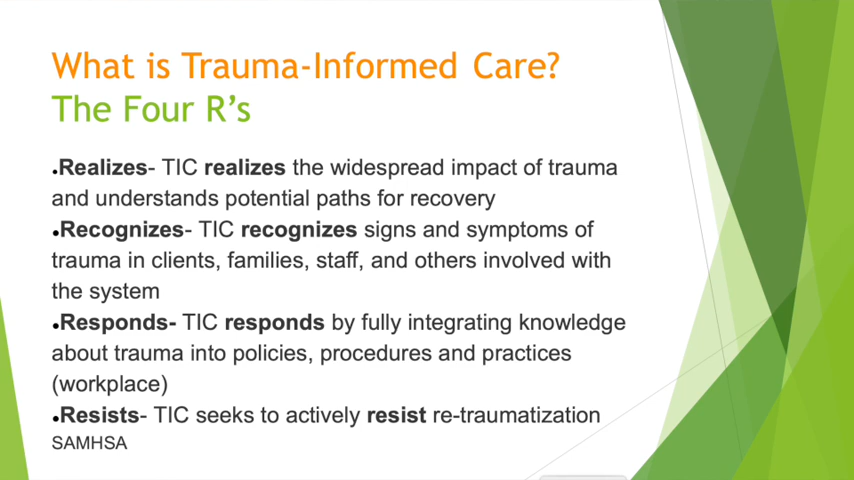 What is Trauma-Informed Care?
The Four R's
•Realizes- TIC realizes the widespread impact of trauma
and understands potential paths for recovery
•Recognizes- TIC recognizes signs and symptoms of
trauma in clients, families, staff, and others involved with
the system
•Responds- TIC responds by fully integrating knowledge
about trauma into policies, procedures and practices
(workplace)
•Resists- TIC seeks to actively resist re-traumatization
SAMHSA